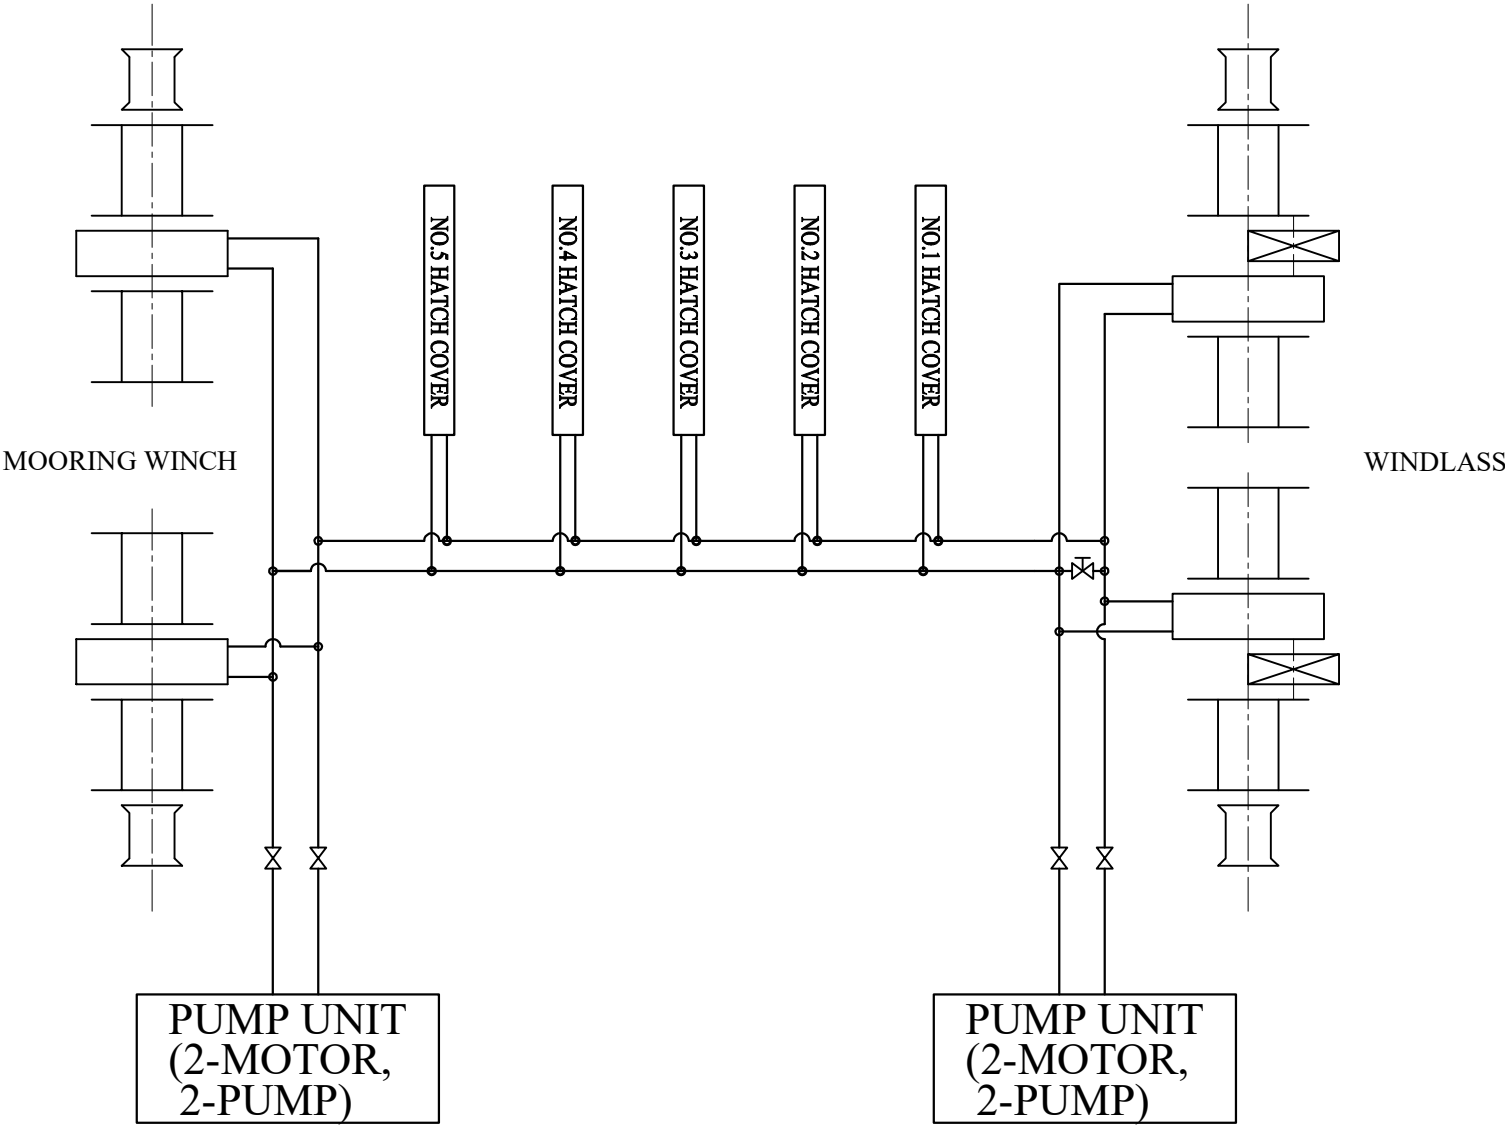 NO.5 HATCH COVER
NO.4 HATCH COVER
NO.3 HATCH COVER
NO.2 HATCH COVER
NO.1 HATCH COVER
MOORING WINCH
WINDLASS
PUMP UNIT
(2-MOTOR,
2-PUMP)
PUMP UNIT
(2-MOTOR,
2-PUMP)